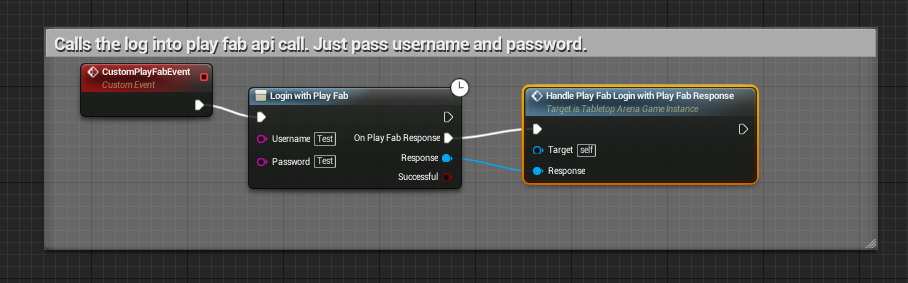 Calls the log into play fab api call. Just pass username and password.
CustomPlayFabEvent
Custom Event
Login with Play Fab
Username Test
On Play Fab Response
Password Test
Response
Successful
Handle Play Fab Login with Play Fab Response
Target is Tabletop Arena Game Instance
Target self
Response